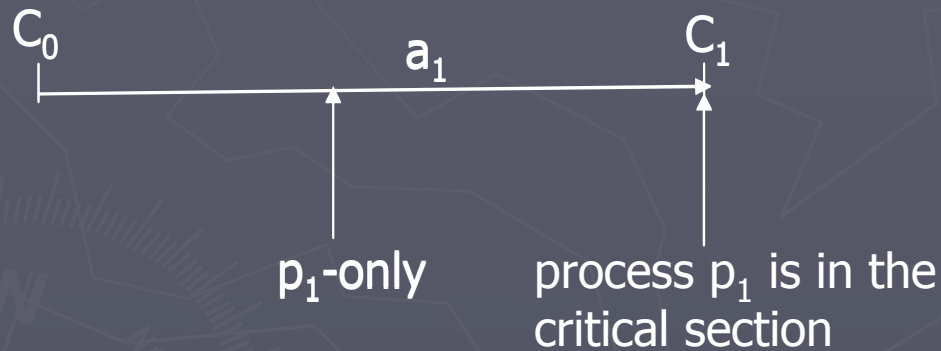 C₀
a₁
C₁
p₁-only
process p₁ is in the
critical section